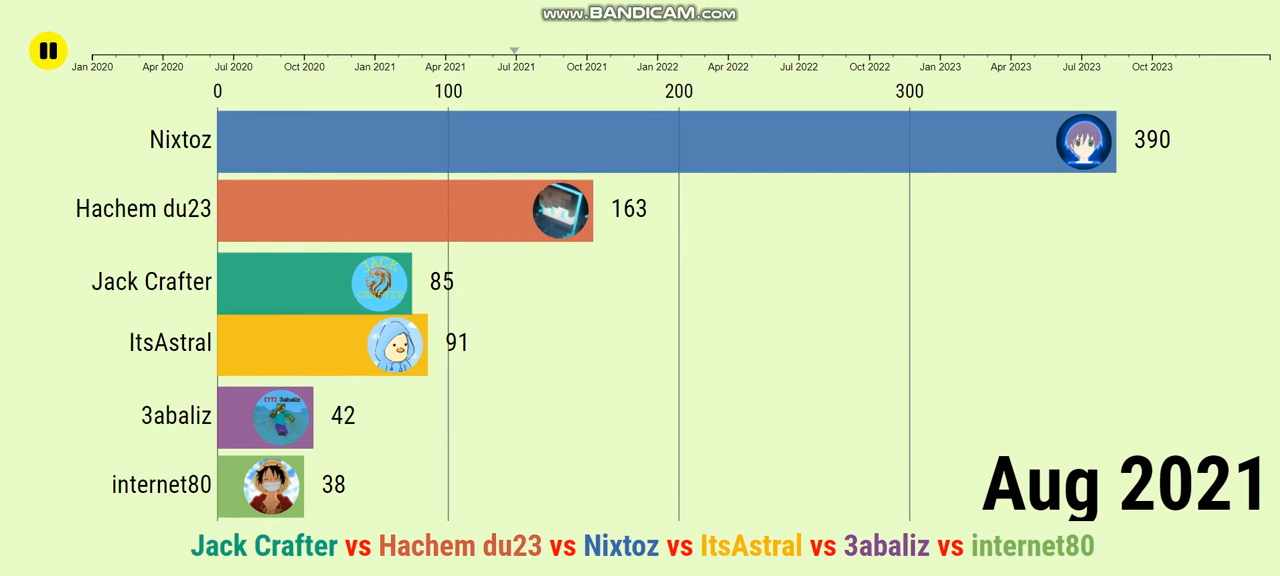 www.BANDICAM.com
Jan 2020 Apr 2020 Jul 2020 Oct 2020 Jan 2021 Apr 2021 Jul 2021 Oct 2021 Jan 2022 Apr 2022 Jul 2022 Oct 2022 Jan 2023 Apr 2023 Jul 2023 Oct 2023
0 100 200 300
Nixtoz 390
Hachem du23 163
JACK
Jack Crafter 85
ItsAstral 91
[YT] 3abaliz
3abaliz 42
internet80 38
Aug 2021
Jack Crafter vs Hachem du23 vs Nixtoz vs ItsAstral vs 3abaliz vs internet80